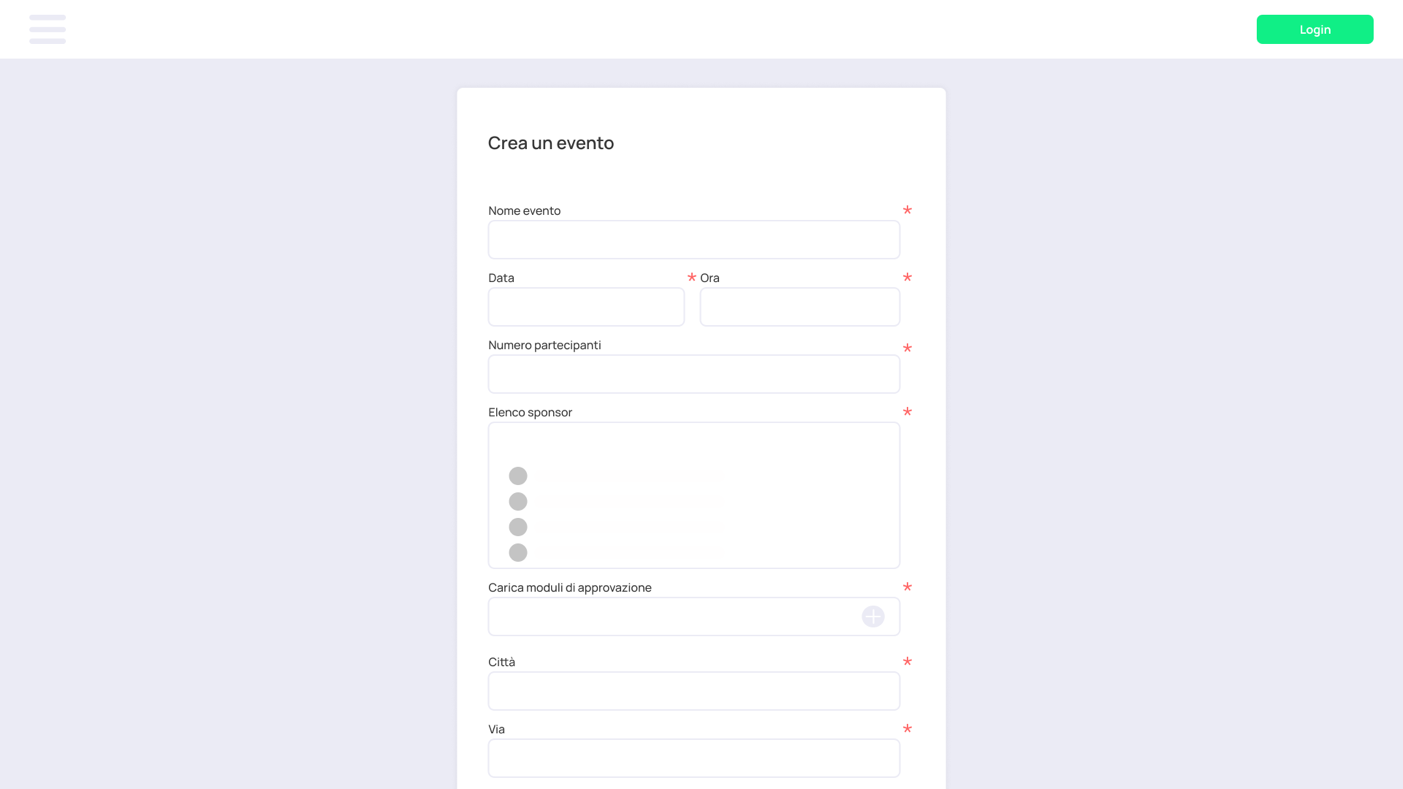 Login
Crea un evento
Nome evento *
Data * Ora *
Numero partecipanti *
Elenco sponsor *
Carica moduli di approvazione *
Città *
Via *